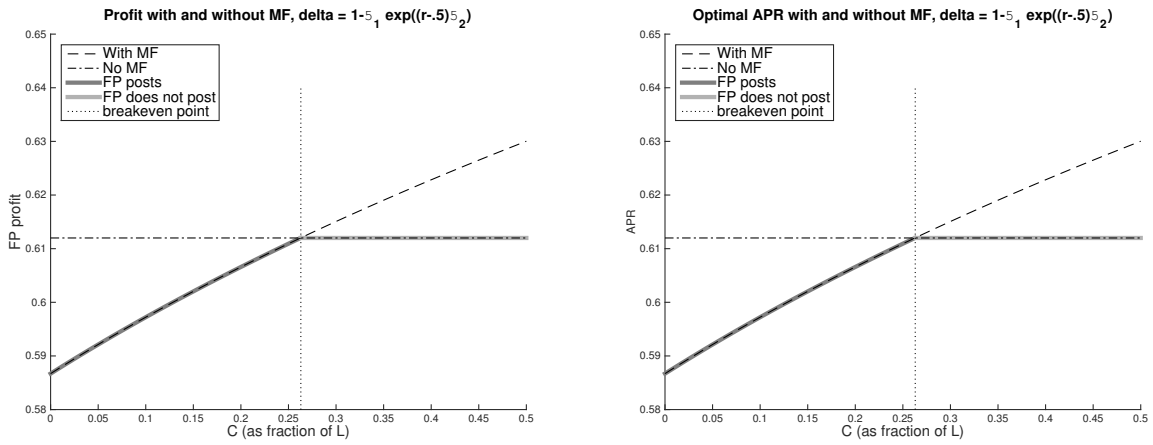 Profit with and without MF, delta = 1-5₁ exp((r-.5)5₂)
0.65
0.64
0.63
0.62
0.61
0.6
0.59
0.58
FP profit
With MF
No MF
FP posts
FP does not post
breakeven point
0 0.05 0.1 0.15 0.2 0.25 0.3 0.35 0.4 0.45 0.5
C (as fraction of L)
Optimal APR with and without MF, delta = 1-5₁ exp((r-.5)5₂)
0.65
0.64
0.63
0.62
0.61
0.6
0.59
0.58
APR
With MF
No MF
FP posts
FP does not post
breakeven point
0 0.05 0.1 0.15 0.2 0.25 0.3 0.35 0.4 0.45 0.5
C (as fraction of L)